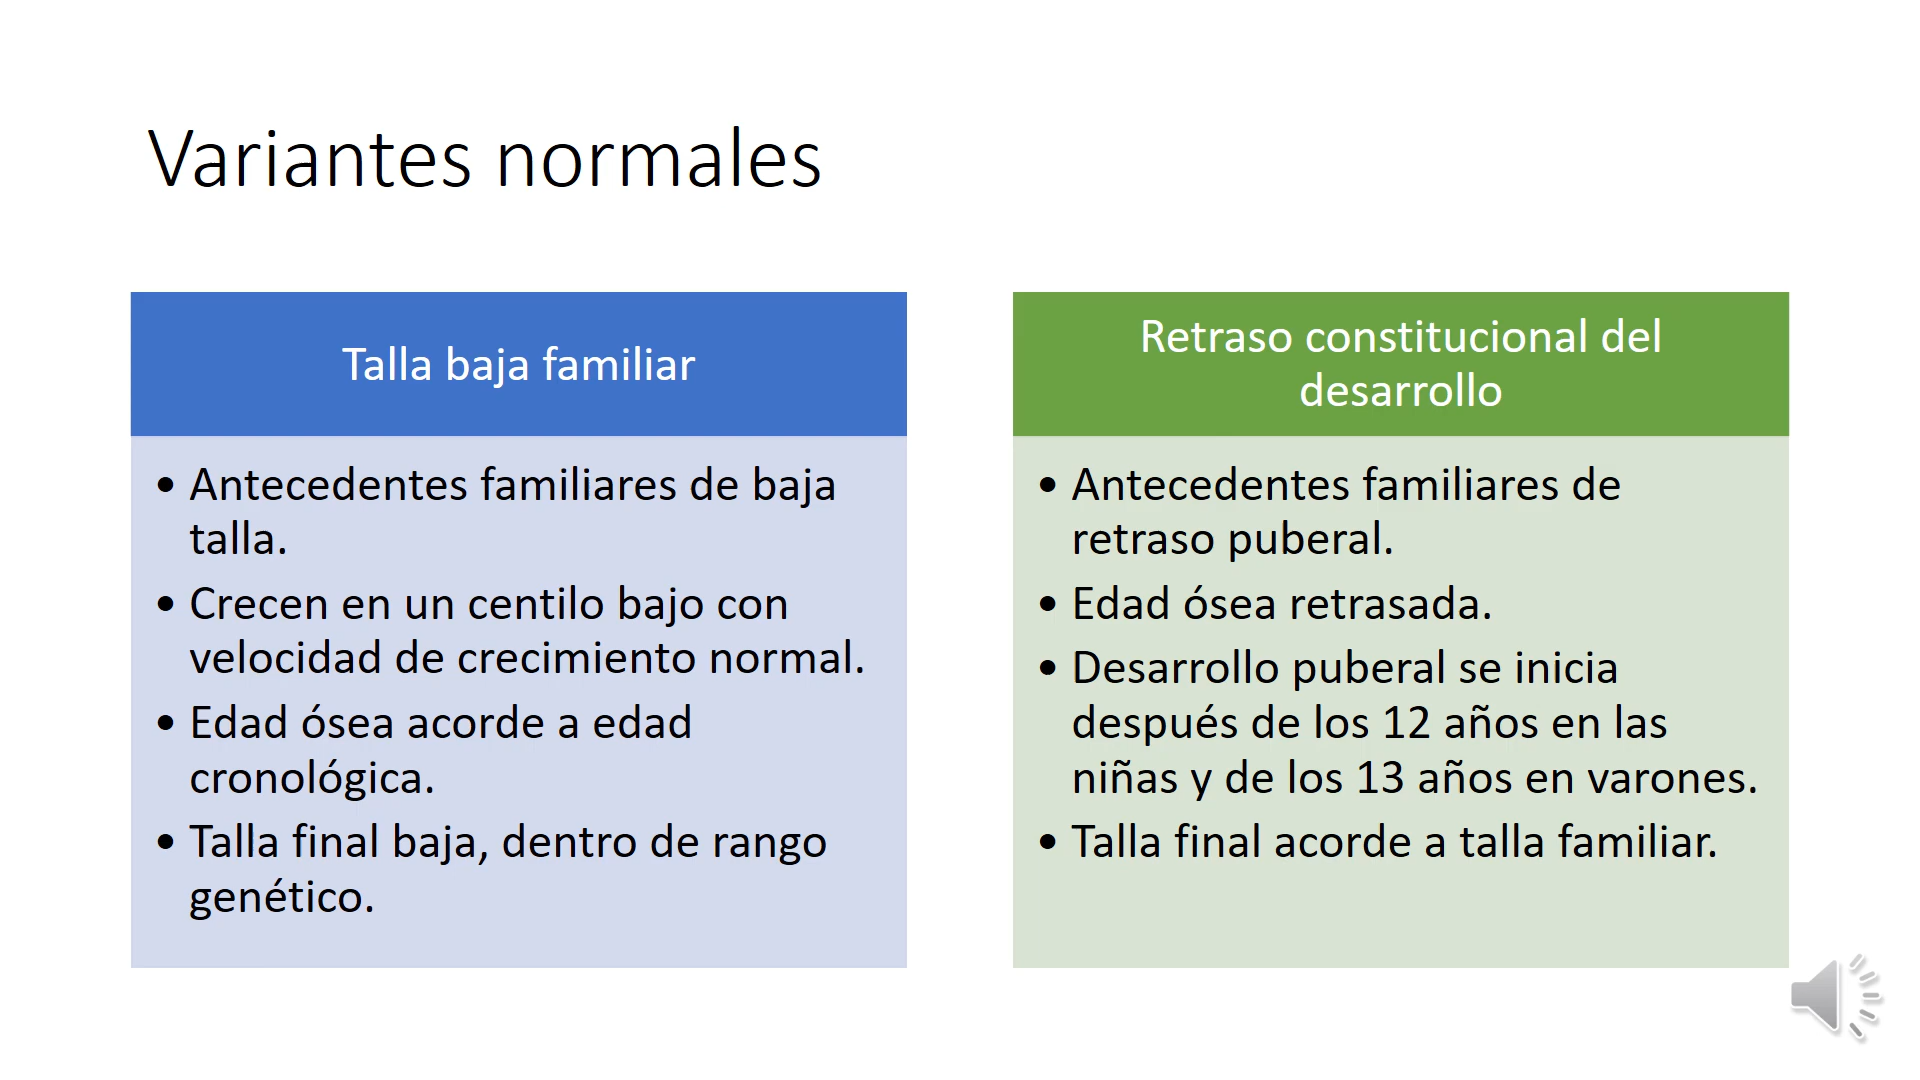 Variantes normales
Talla baja familiar
• Antecedentes familiares de baja
talla.
• Crecen en un centilo bajo con
velocidad de crecimiento normal.
• Edad ósea acorde a edad
cronológica.
• Talla final baja, dentro de rango
genético.
Retraso constitucional del
desarrollo
• Antecedentes familiares de
retraso puberal.
• Edad ósea retrasada.
• Desarrollo puberal se inicia
después de los 12 años en las
niñas y de los 13 años en varones.
• Talla final acorde a talla familiar.